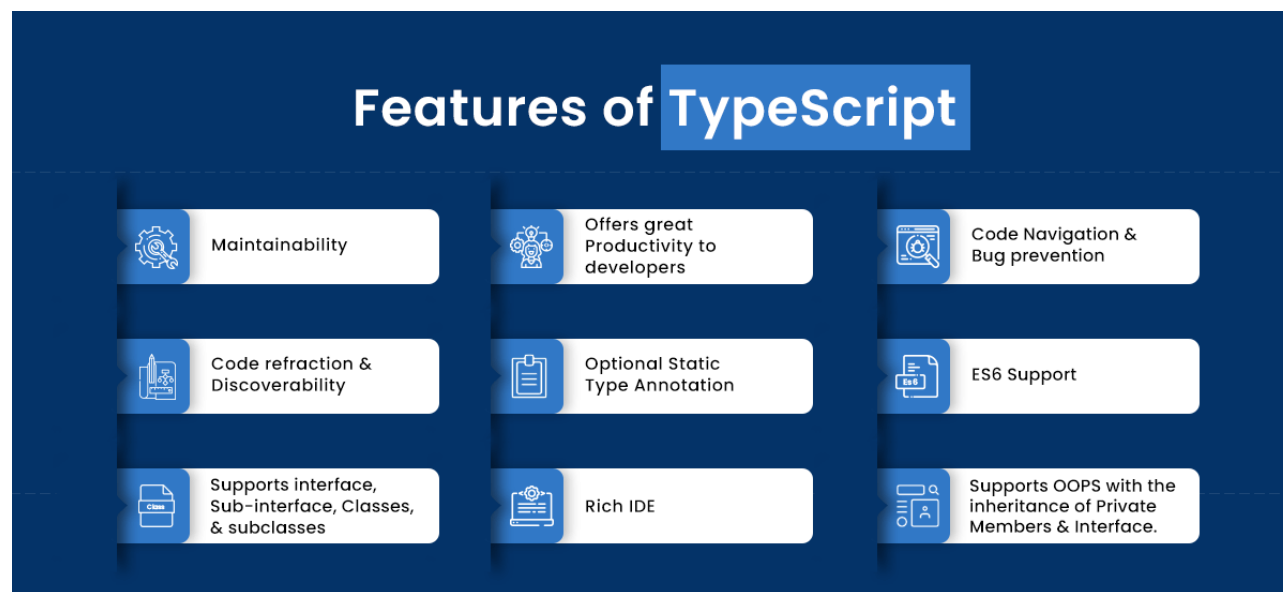 Features of TypeScript
Maintainability
Offers great
Productivity to
developers
Code Navigation &
Bug prevention
Code refraction &
Discoverability
Optional Static
Type Annotation
Es6
ES6 Support
Class
Supports interface,
Sub-interface, Classes,
& subclasses
Rich IDE
Supports OOPS with the
inheritance of Private
Members & Interface.